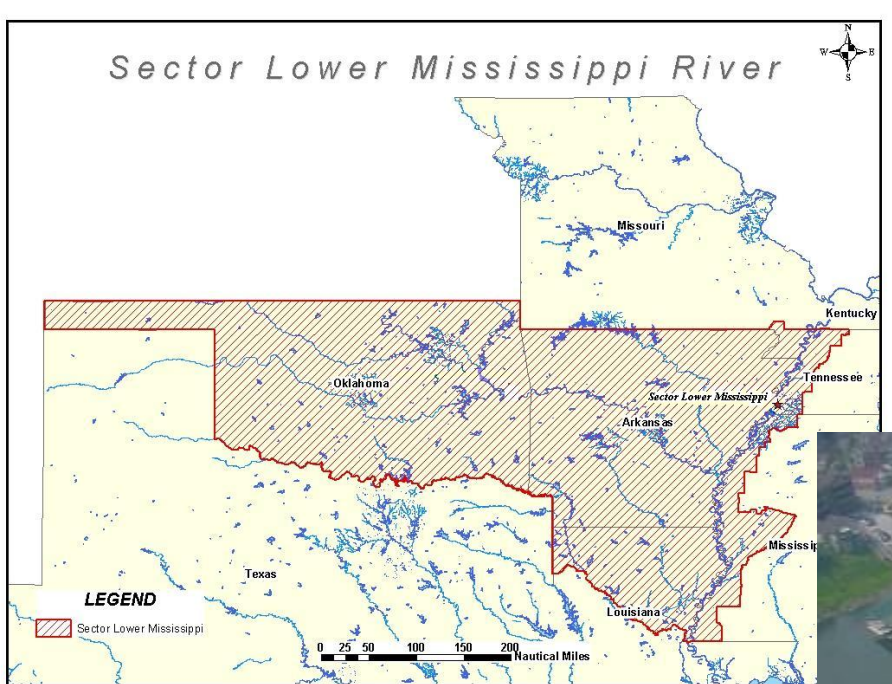 N
W E
S
Sector Lower Mississippi River
Missouri
Kentucky
Tennessee
Oklahoma
Sector Lower Mississippi
Arkansas
Mississip
Texas
LEGEND
Sector Lower Mississippi
Louisiana
0 25 50 100 150 200
Nautical Miles